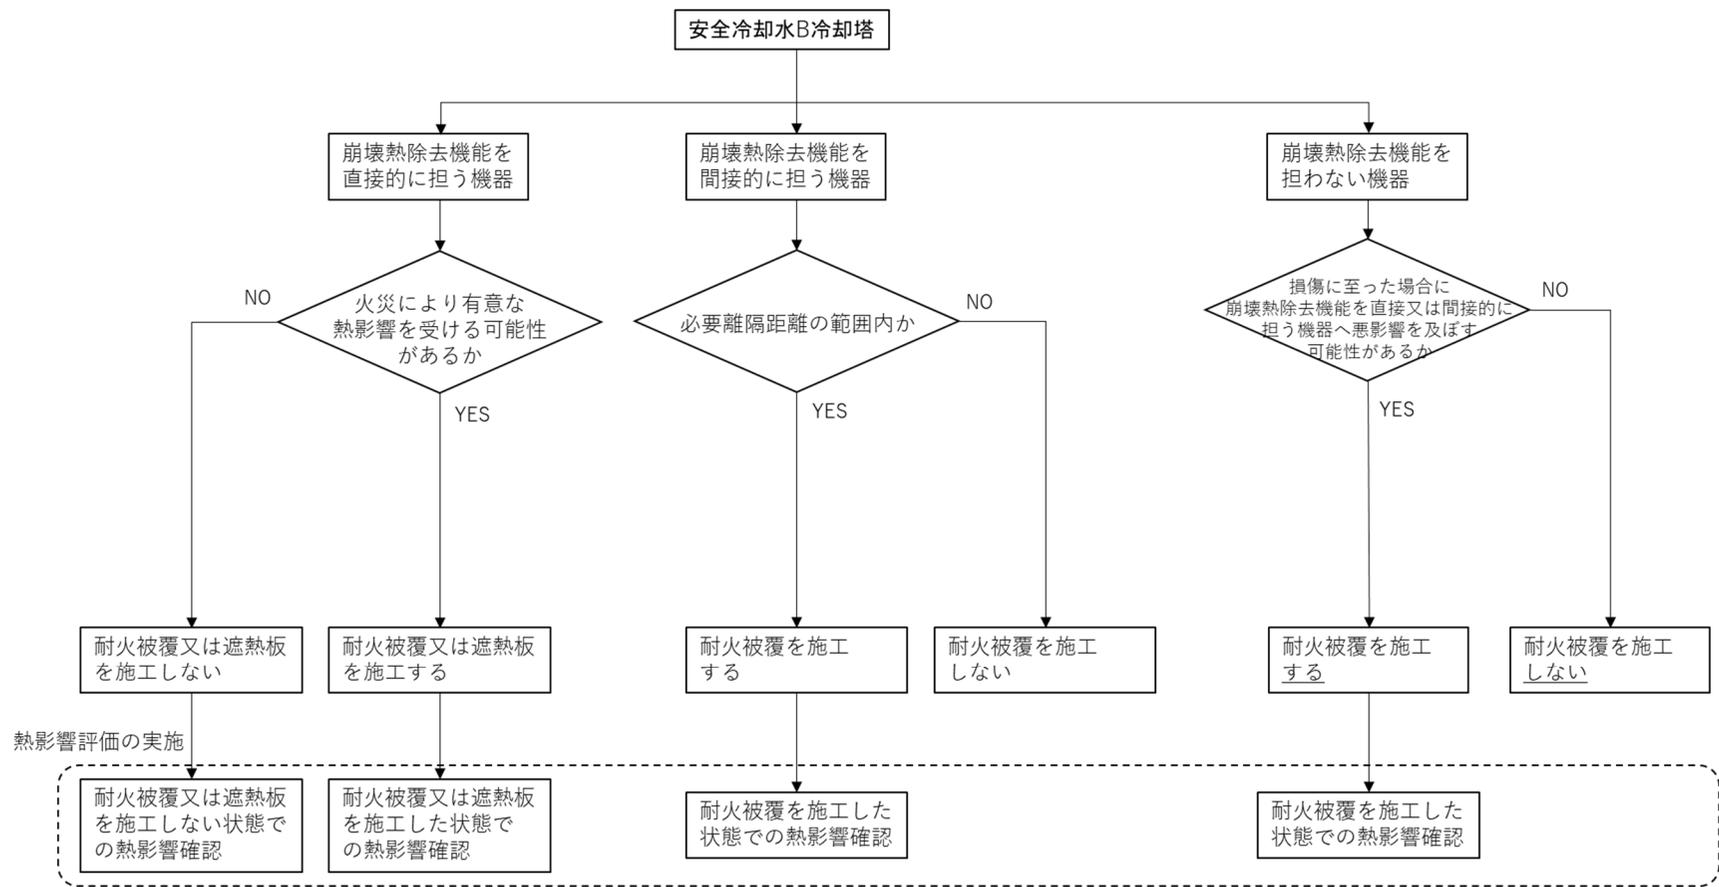 安全冷却水B冷却塔
崩壊熱除去機能を
直接的に担う機器
崩壊熱除去機能を
間接的に担う機器
崩壊熱除去機能を
担わない機器
NO
火災により有意な
熱影響を受ける可能性
があるか
YES
必要離隔距離の範囲内か
NO
YES
損傷に至った場合に
崩壊熱除去機能を直接又は間接的に
担う機器へ悪影響を及ぼす
可能性があるか
NO
YES
耐火被覆又は遮熱板
を施工しない
耐火被覆又は遮熱板
を施工する
耐火被覆を施工
する
耐火被覆を施工
しない
耐火被覆を施工
する
耐火被覆を施工
しない
熱影響評価の実施
耐火被覆又は遮熱板
を施工しない状態で
の熱影響確認
耐火被覆又は遮熱板
を施工した状態で
の熱影響確認
耐火被覆を施工した
状態での熱影響確認
耐火被覆を施工した
状態での熱影響確認